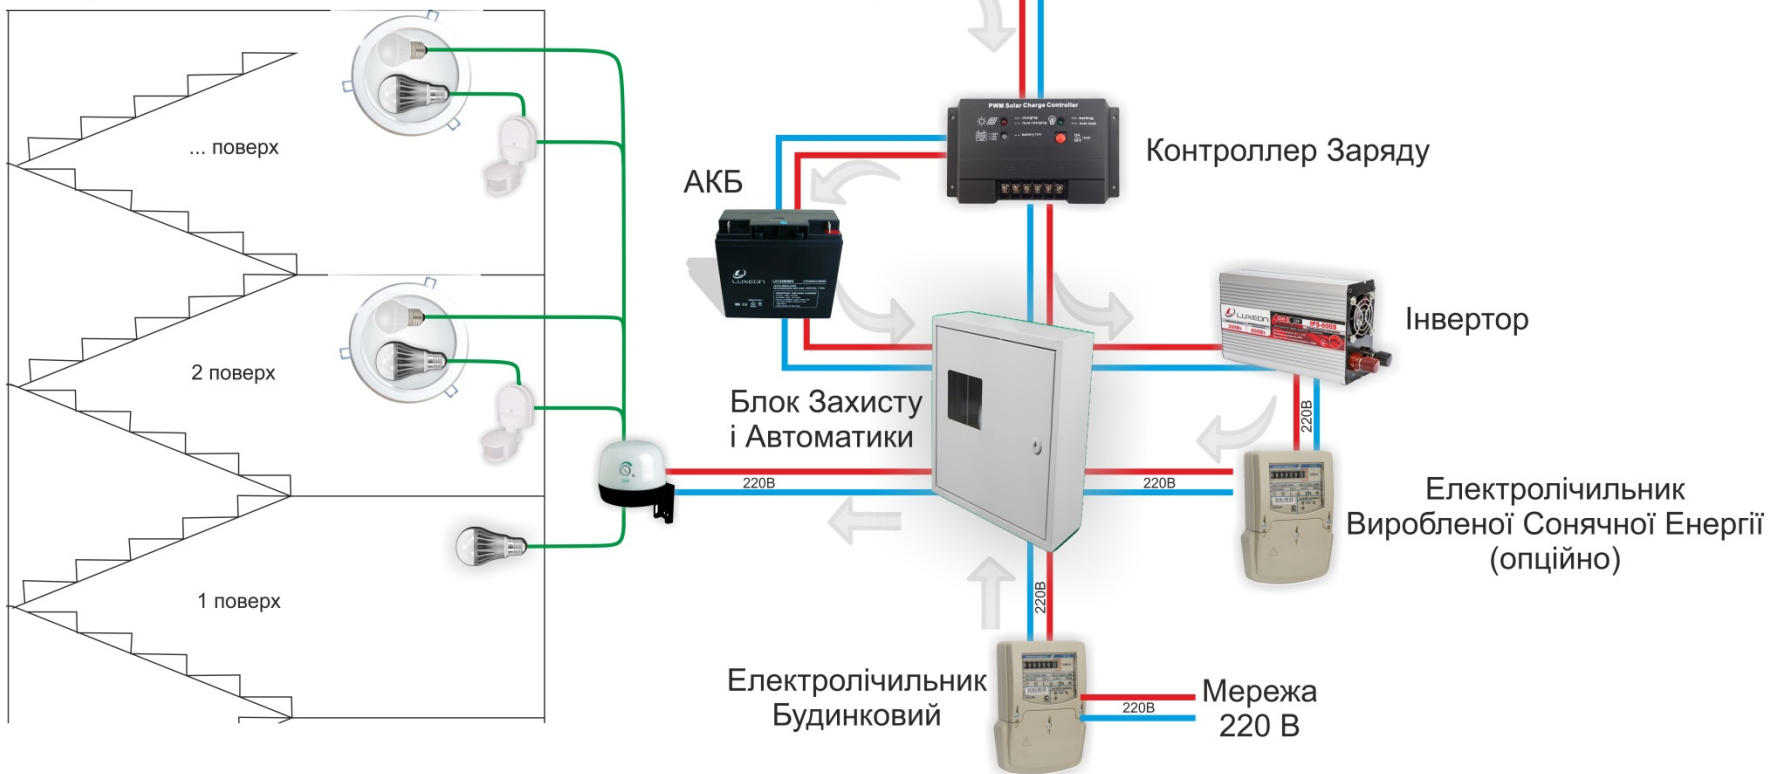 PWM Solar Charge Controller
Контроллер Заряду
... поверх
АКБ
LUXEON
LUXEON
IPS-600S
Інвертор
2 поверх
Блок Захисту
і Автоматики
220В
220В
220В
Електролічильник
Виробленої Сонячної Енергії
(опційно)
1 поверх
220В
Електролічильник
Будинковий
220В
Мережа
220 В